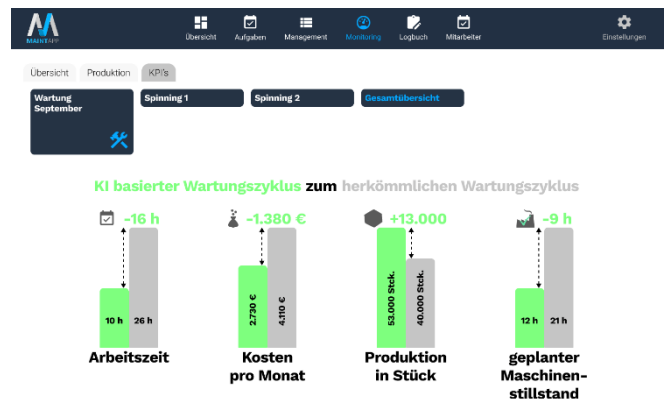 MAINTAPP
Übersicht Aufgaben Management Monitoring Logbuch Mitarbeiter Einstellungen
Übersicht Produktion KPI's
Wartung
September
Spinning 1 Spinning 2 Gesamtübersicht
KI basierter Wartungszyklus zum herkömmlichen Wartungszyklus
-16 h -1.380 € +13.000 -9 h
10 h 26 h 2.730 € 4.110 € 53.000 Stck. 40.000 Stck. 12 h 21 h
Arbeitszeit
Kosten
pro Monat
Produktion
in Stück
geplanter
Maschinen-
stillstand